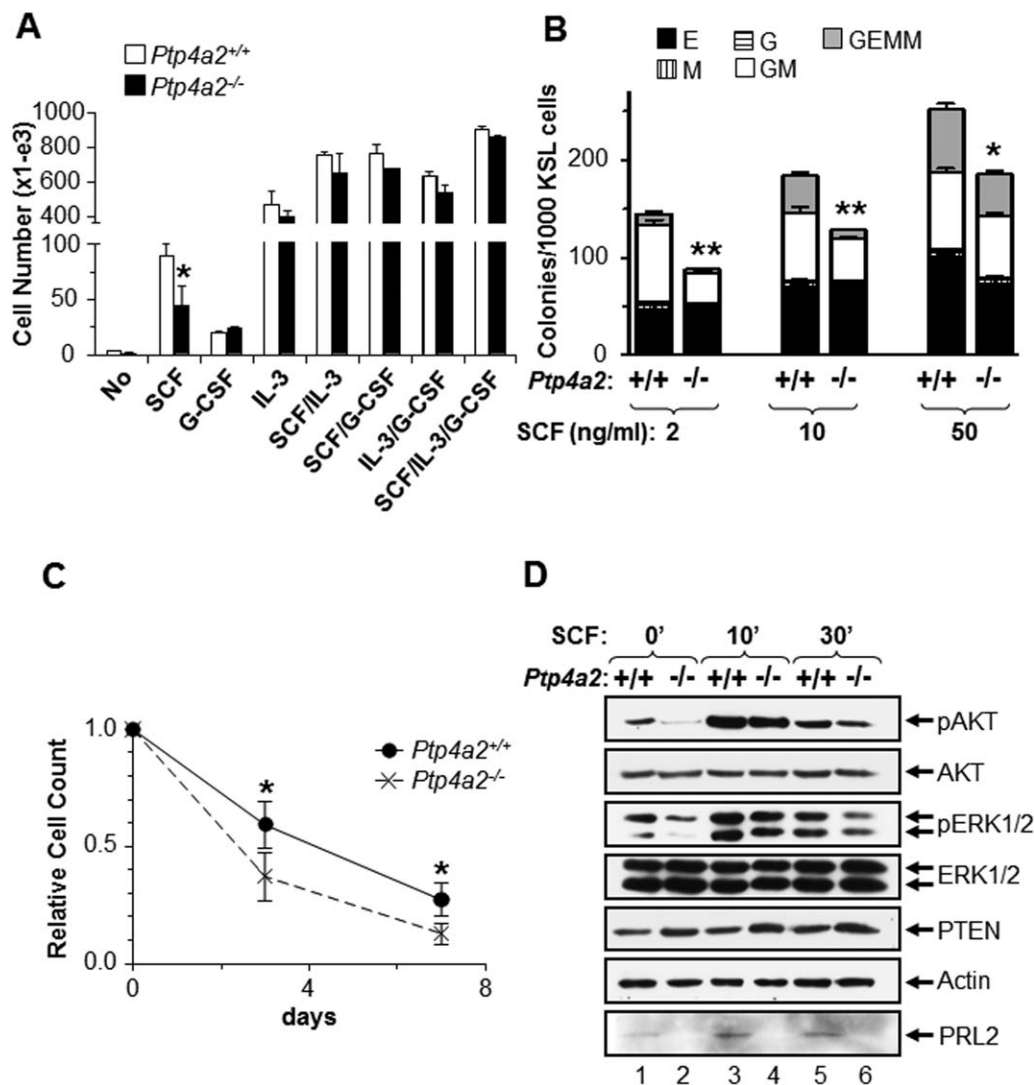 A
Ptp4a2+/+
Ptp4a2-/-
Cell Number (x1-e3)
1000
800
600
400
100
50
0
No
SCF
G-CSF
IL-3
SCF/IL-3
SCF/G-CSF
IL-3/G-CSF
SCF/IL-3/G-CSF
*
B
E G GEMM
M GM
Colonies/1000 KSL cells
200
100
0
** ** *
Ptp4a2: +/+ -/- +/+ -/- +/+ -/-
SCF (ng/ml): 2 10 50
C
Relative Cell Count
1.0
0.5
0.0
* *
Ptp4a2+/+
Ptp4a2-/-
0 4 8
days
D
SCF: 0' 10' 30'
Ptp4a2: +/+ -/- +/+ -/- +/+ -/-
pAKT
AKT
pERK1/2
ERK1/2
PTEN
Actin
PRL2
1 2 3 4 5 6